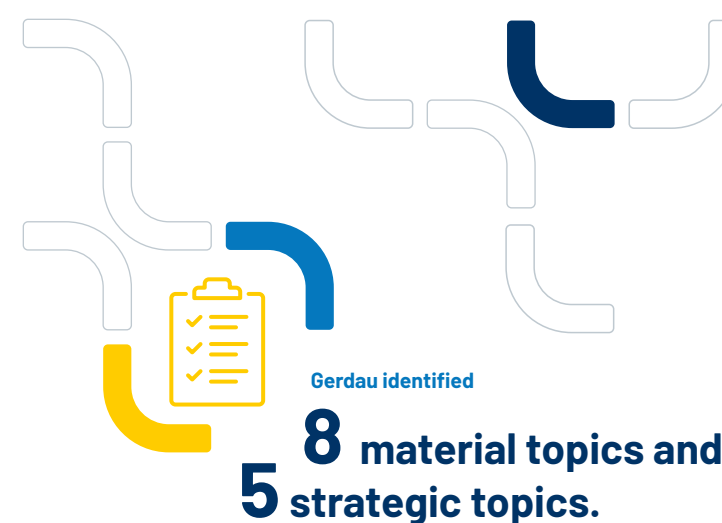 Gerdau identified
8 material topics and
5 strategic topics.